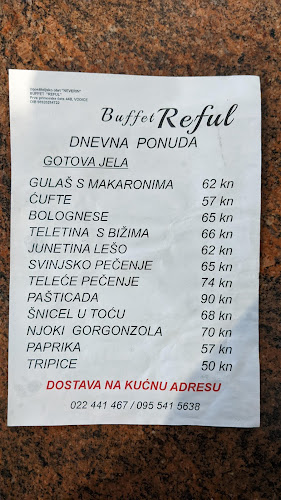 BUFFET "REFUL"
Buffet Reful
DNEVNA PONUDA
GOTOVA JELA
GULAŠ S MAKARONIMA 62 kn
ĆUFTE 57 kn
BOLOGNESE 65 kn
TELETINA S BIŽIMA 66 kn
JUNETINA LEŠO 62 kn
SVINJSKO PEČENJE 65 kn
TELEĆE PEČENJE 74 kn
PAŠTICADA 90 kn
ŠNICEL U TOĆU 68 kn
NJOKI GORGONZOLA 70 kn
PAPRIKA 57 kn
TRIPICE 50 kn
DOSTAVA NA KUĆNU ADRESU
022 441 467 / 095 541 5638